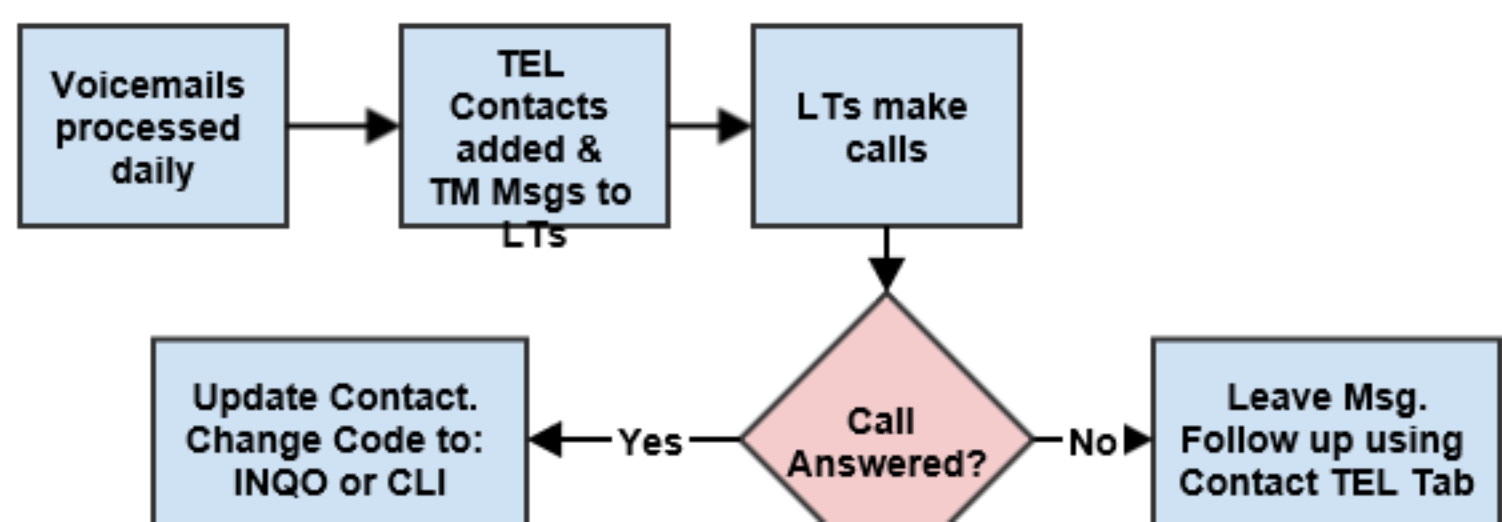 Voicemails
processed
daily
TEL
Contacts
added &
TM Msgs to
LTs
LTs make
calls
Call
Answered?
Yes
Update Contact.
Change Code to:
INQO or CLI
No
Leave Msg.
Follow up using
Contact TEL Tab